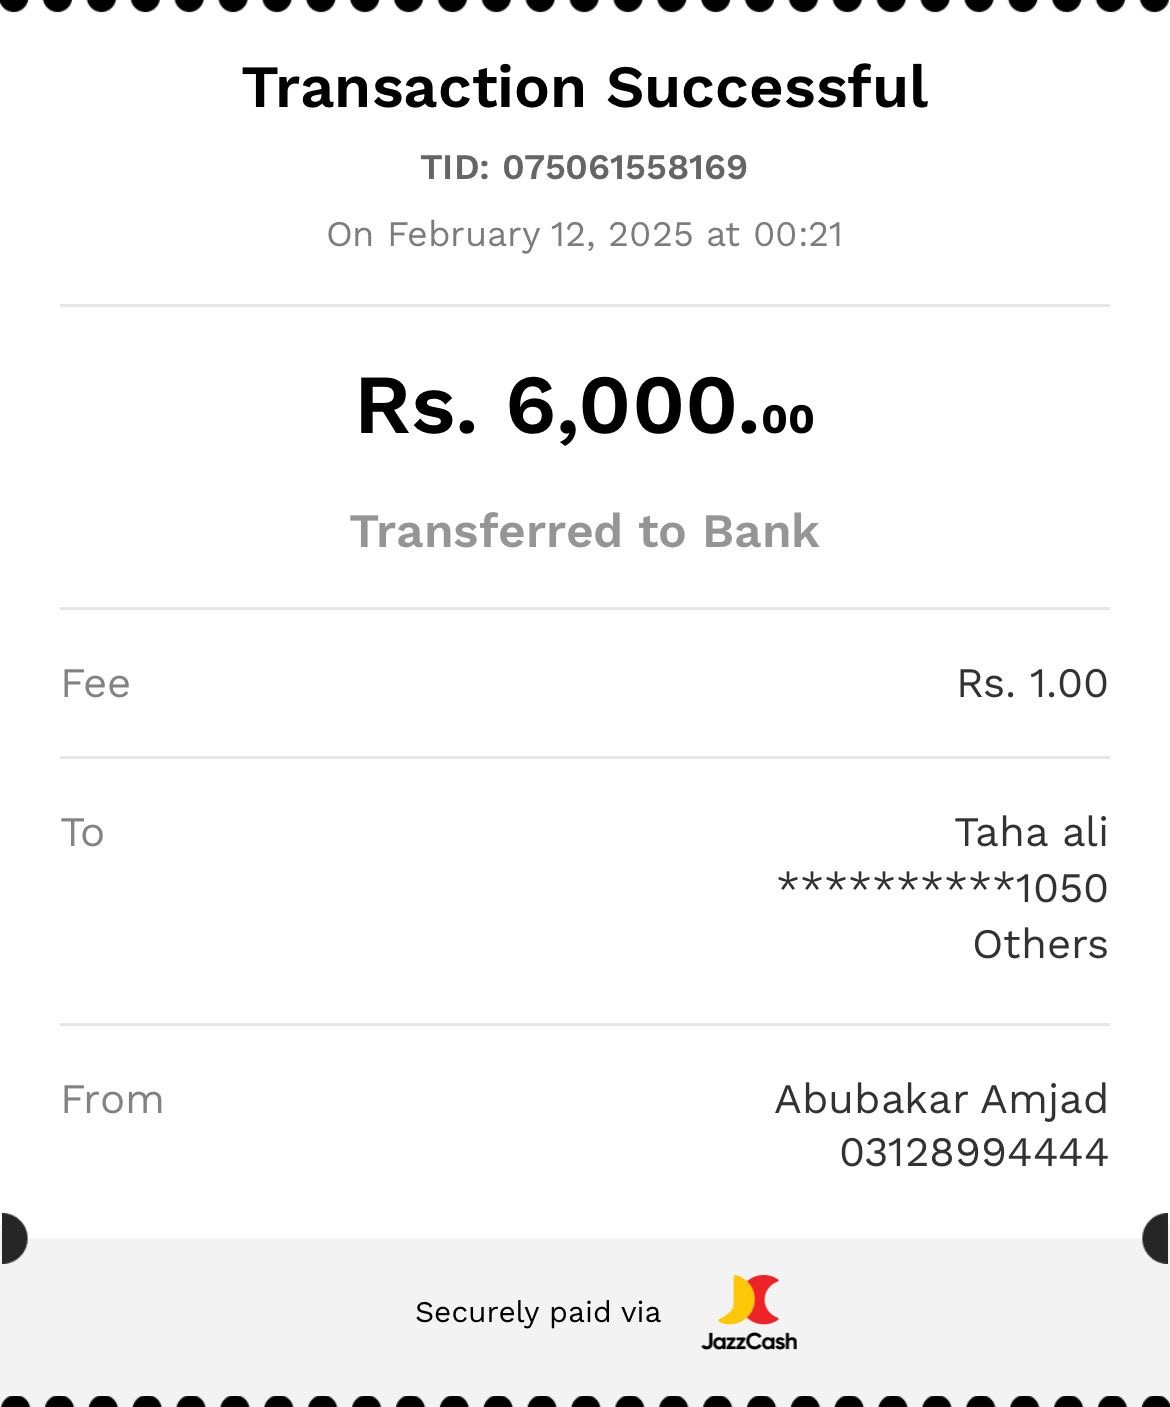 Transaction Successful
TID: 075061558169
On February 12, 2025 at 00:21
Rs. 6,000.00
Transferred to Bank
Fee Rs. 1.00
To Taha ali
**********1050
Others
From Abubakar Amjad
03128994444
Securely paid via JazzCash